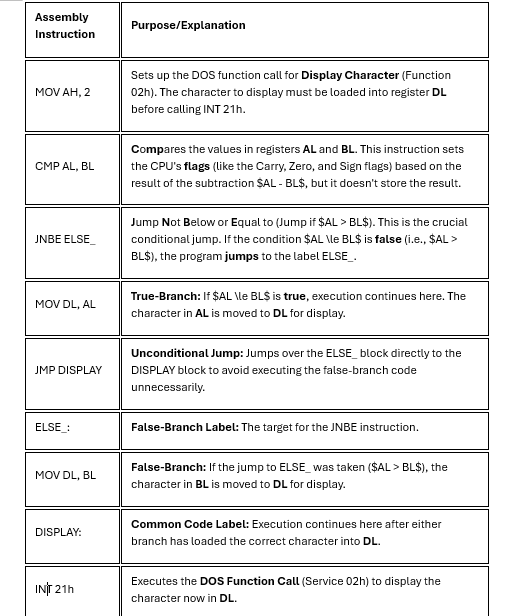 Assembly
Instruction
Purpose/Explanation
MOV AH, 2
Sets up the DOS function call for Display Character (Function
02h). The character to display must be loaded into register DL
before calling INT 21h.
CMP AL, BL
Compares the values in registers AL and BL. This instruction sets
the CPU's flags (like the Carry, Zero, and Sign flags) based on the
result of the subtraction $AL - BL$, but it doesn't store the result.
JNBE ELSE_
Jump Not Below or Equal to (Jump if $AL > BL$). This is the crucial
conditional jump. If the condition $AL \le BL$ is false (i.e., $AL >
BL$), the program jumps to the label ELSE_.
MOV DL, AL
True-Branch: If $AL \le BL$ is true, execution continues here. The
character in AL is moved to DL for display.
JMP DISPLAY
Unconditional Jump: Jumps over the ELSE_ block directly to the
DISPLAY block to avoid executing the false-branch code
unnecessarily.
ELSE_:
False-Branch Label: The target for the JNBE instruction.
MOV DL, BL
False-Branch: If the jump to ELSE_ was taken ($AL > BL$), the
character in BL is moved to DL for display.
DISPLAY:
Common Code Label: Execution continues here after either
branch has loaded the correct character into DL.
INT 21h
Executes the DOS Function Call (Service 02h) to display the
character now in DL.